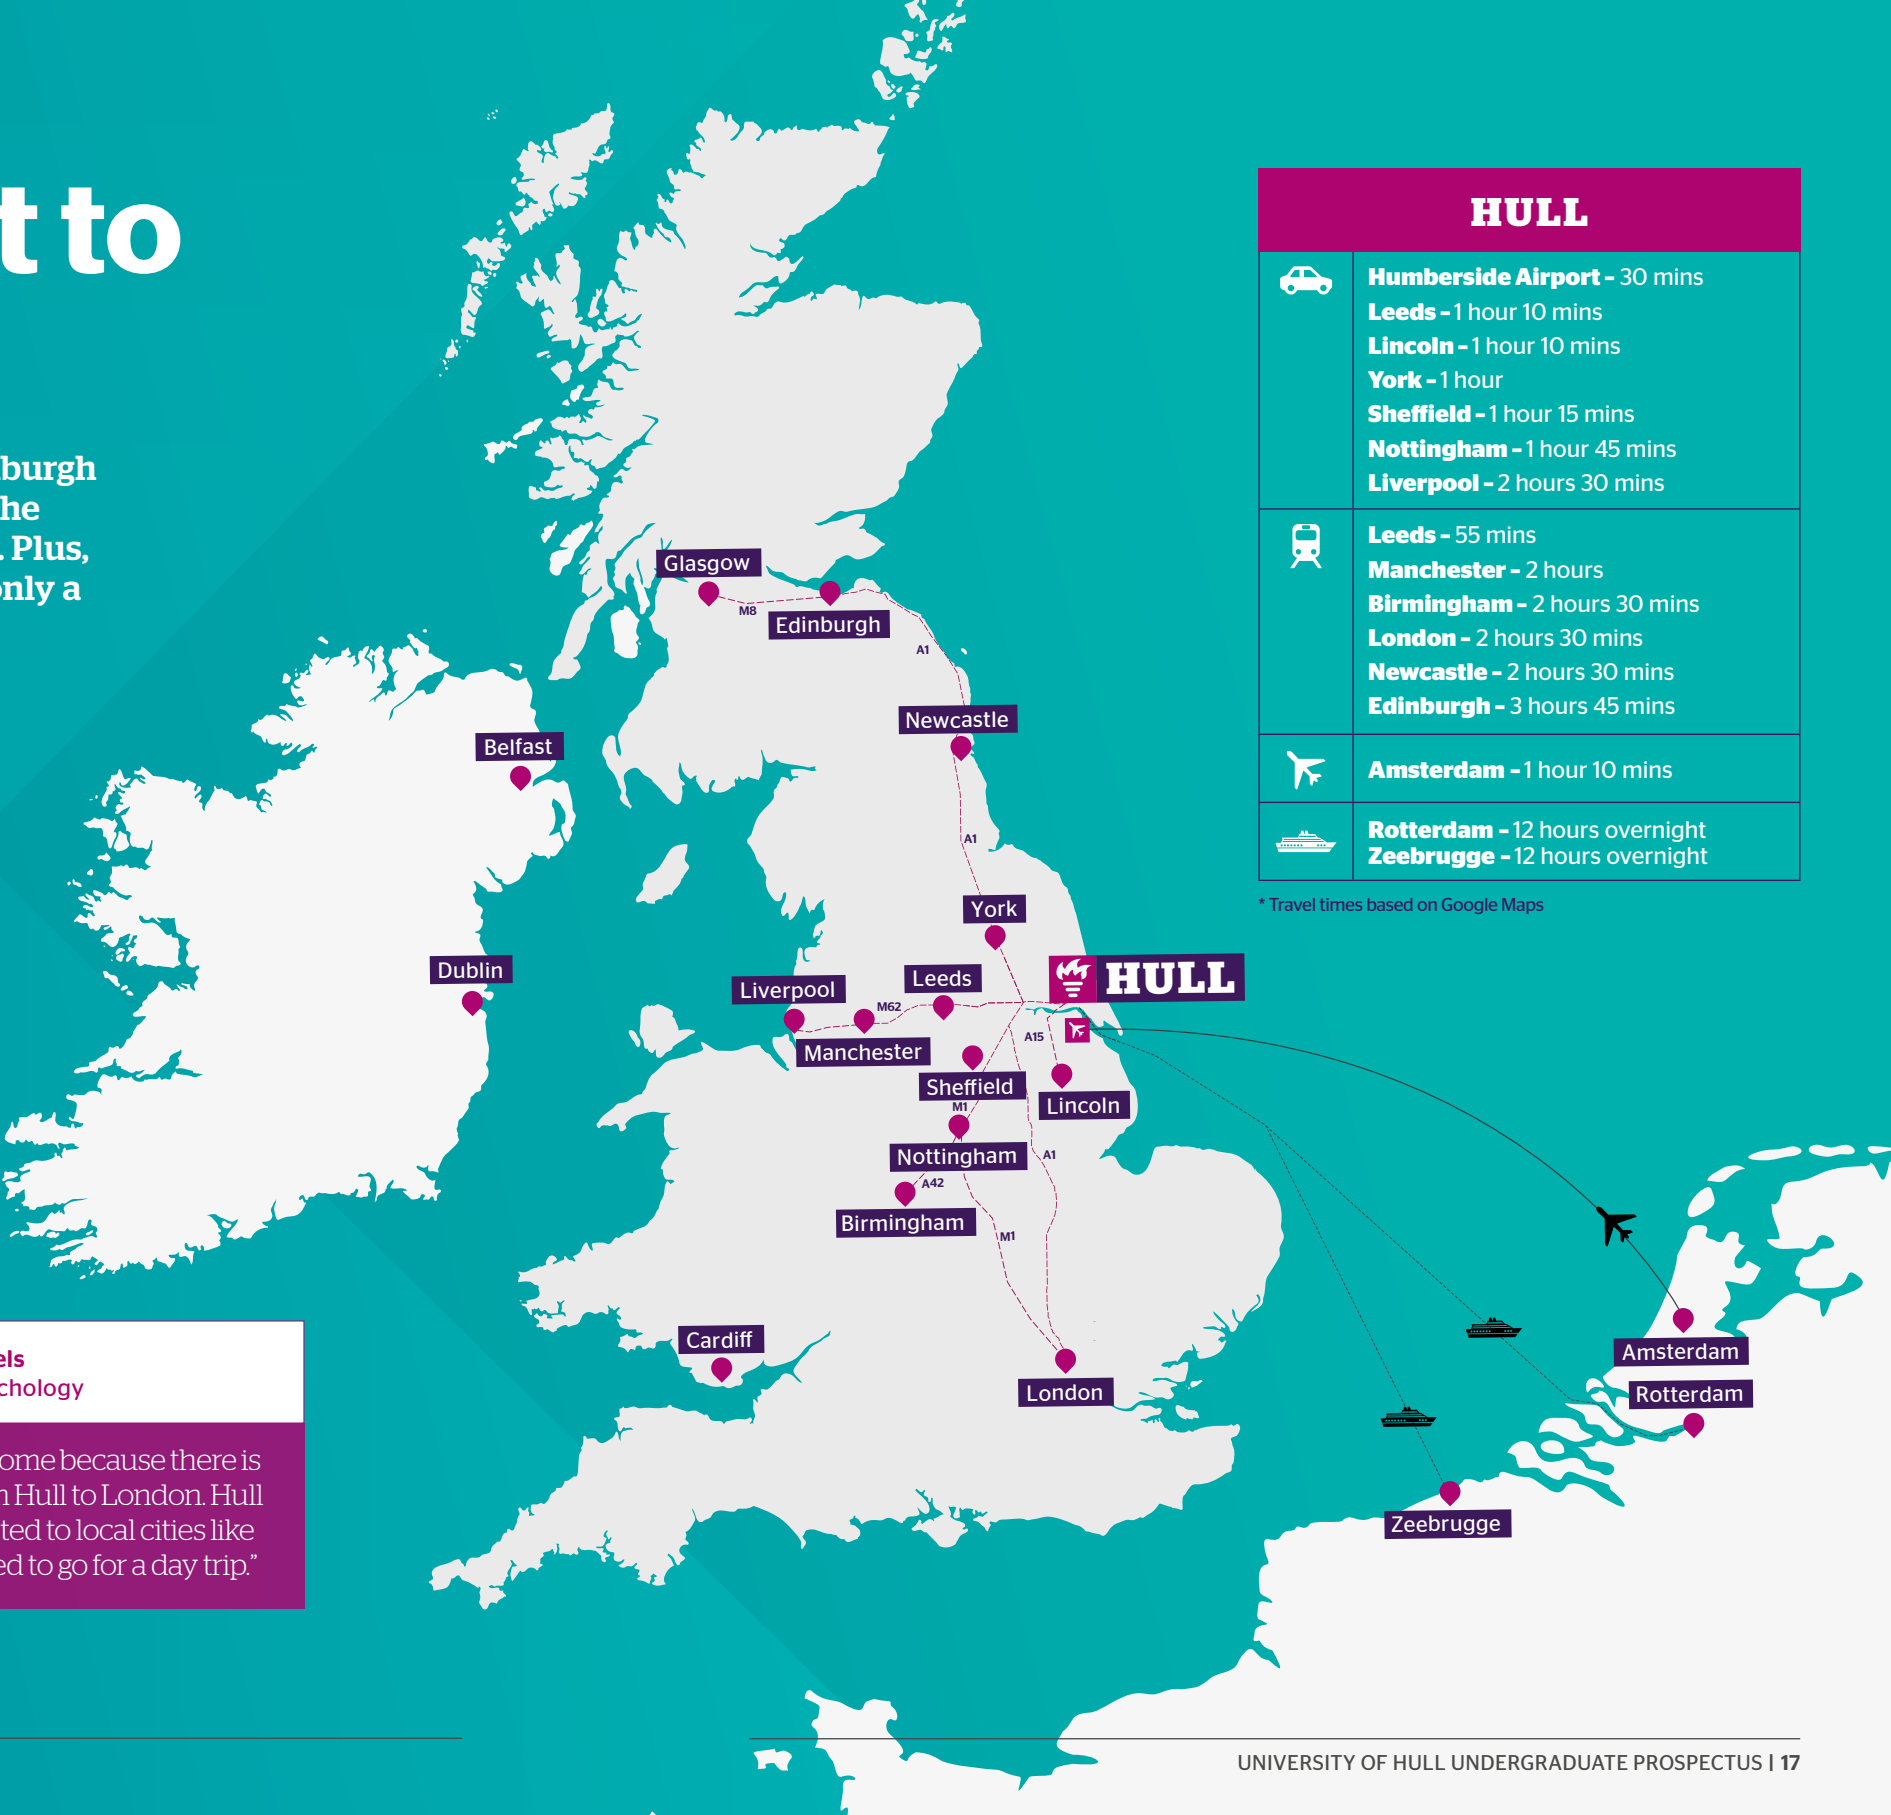 t to
burgh
he
. Plus,
only a
HULL
Humberside Airport – 30 mins
Leeds – 1 hour 10 mins
Lincoln – 1 hour 10 mins
York – 1 hour
Sheffield – 1 hour 15 mins
Nottingham – 1 hour 45 mins
Liverpool – 2 hours 30 mins
Leeds – 55 mins
Manchester – 2 hours
Birmingham – 2 hours 30 mins
London – 2 hours 30 mins
Newcastle – 2 hours 30 mins
Edinburgh – 3 hours 45 mins
Amsterdam – 1 hour 10 mins
Rotterdam – 12 hours overnight
Zeebrugge – 12 hours overnight
* Travel times based on Google Maps
Glasgow
M8
Edinburgh
A1
Newcastle
Belfast
A1
York
Dublin
Leeds
HULL
Liverpool
M62
Manchester
A15
Sheffield
Lincoln
M1
Nottingham
A1
A42
Birmingham
M1
Cardiff
London
Amsterdam
Rotterdam
Zeebrugge
els
chology
ome because there is
n Hull to London. Hull
ted to local cities like
ed to go for a day trip.”
UNIVERSITY OF HULL UNDERGRADUATE PROSPECTUS | 17